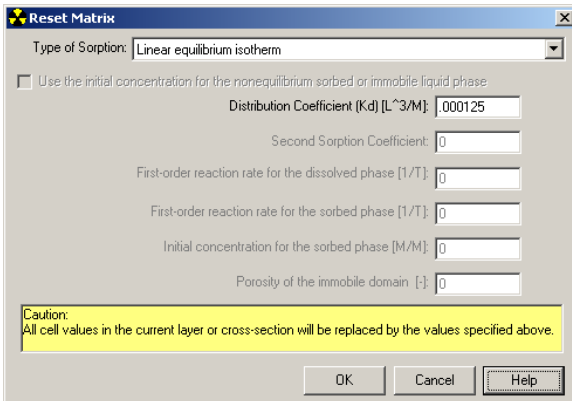 Reset Matrix
Type of Sorption: Linear equilibrium isotherm
Use the initial concentration for the nonequilibrium sorbed or immobile liquid phase
Distribution Coefficient (Kd) [L^3/M]: .000125
Second Sorption Coefficient: 0
First-order reaction rate for the dissolved phase [1/T]: 0
First-order reaction rate for the sorbed phase [1/T]: 0
Initial concentration for the sorbed phase [M/M]: 0
Porosity of the immobile domain [-]: 0
Caution:
All cell values in the current layer or cross-section will be replaced by the values specified above.
OK Cancel Help